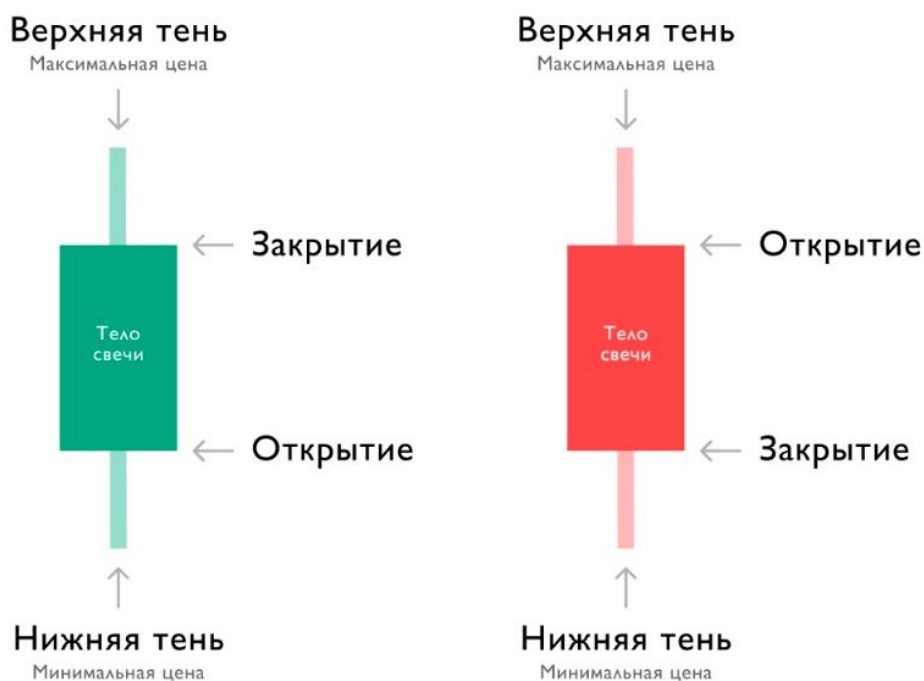 Верхняя тень
Максимальная цена
Закрытие
Тело
свечи
Открытие
Нижняя тень
Минимальная цена
Верхняя тень
Максимальная цена
Открытие
Тело
свечи
Закрытие
Нижняя тень
Минимальная цена